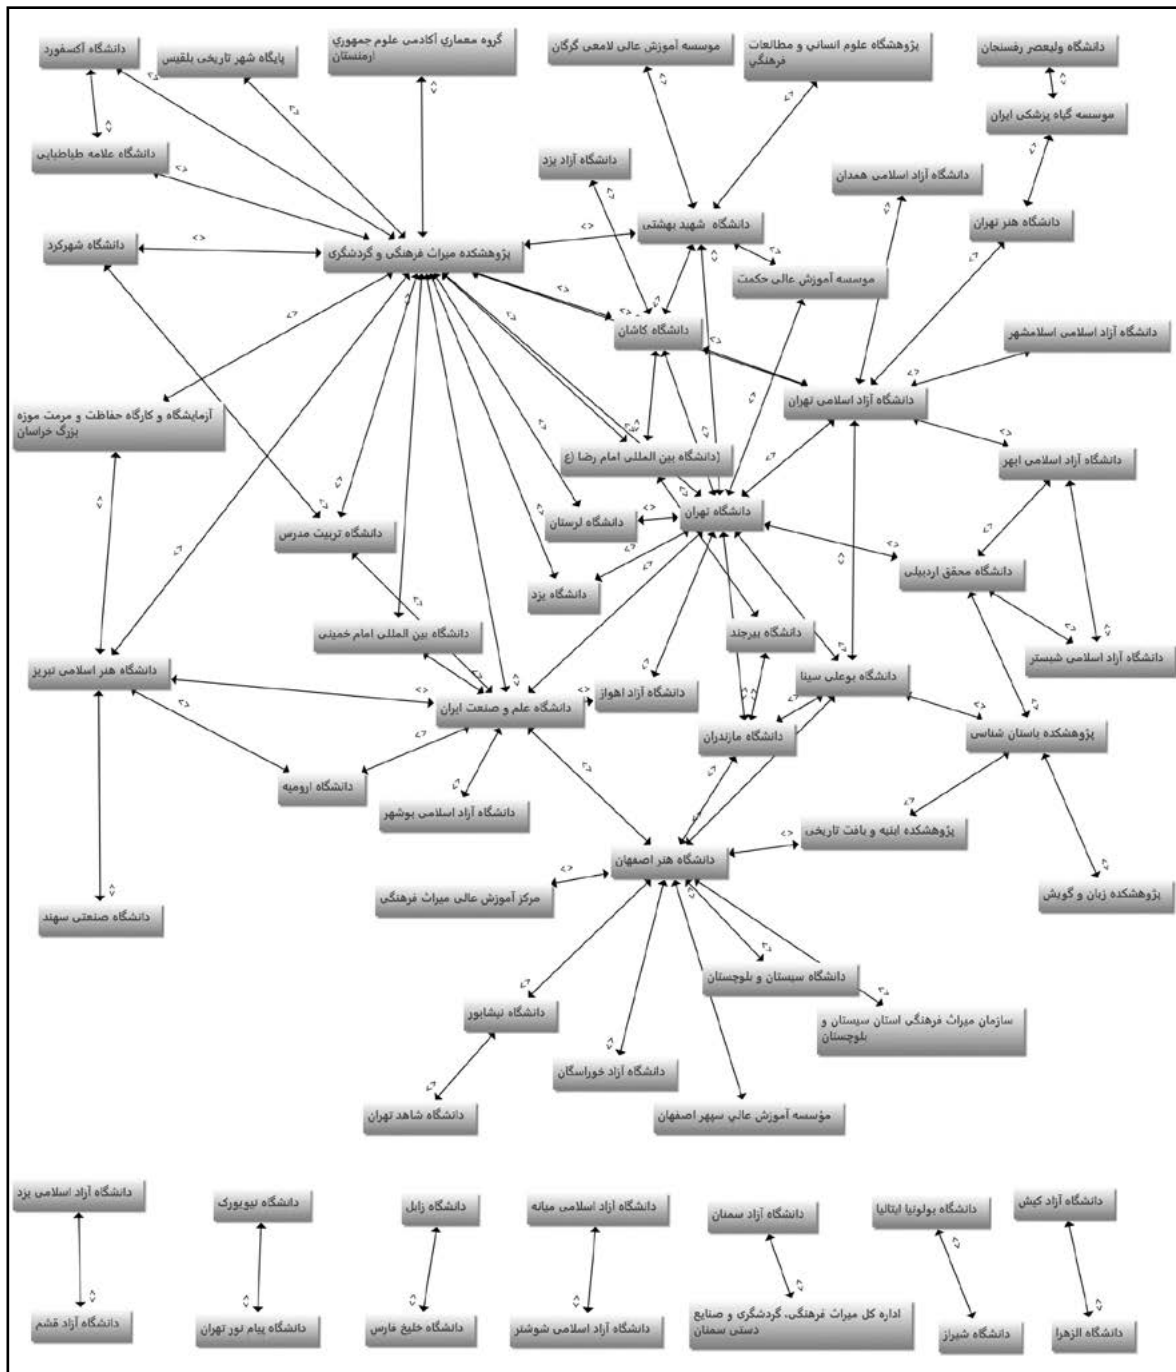 دانشگاه آکسفورد
پایگاه شهر تاریخی بلقیس
گروه معماري آکادمی علوم جمهوري
ارمنستان
موسسه آموزش عالی لامعی گرگان
پژوهشگاه علوم انساني و مطالعات
فرهنگي
دانشگاه ولیعصر رفسنجان
موسسه گیاه پزشکی ایران
دانشگاه علامه طباطبایی
دانشگاه آزاد یزد
دانشگاه آزاد اسلامی همدان
دانشگاه هنر تهران
دانشگاه شهرکرد
پژوهشکده میراث فرهنگی و گردشگری
دانشگاه شهید بهشتی
موسسه آموزش عالی حکمت
دانشگاه کاشان
دانشگاه آزاد اسلامی اسلامشهر
دانشگاه آزاد اسلامی تهران
آزمایشگاه و کارگاه حفاظت و مرمت موزه
بزرگ خراسان
دانشگاه بین المللی امام رضا (ع)
دانشگاه آزاد اسلامی ابهر
دانشگاه تربیت مدرس
دانشگاه لرستان
دانشگاه تهران
دانشگاه محقق اردبیلی
دانشگاه یزد
دانشگاه بین المللی امام خمینی
دانشگاه بیرجند
دانشگاه آزاد اسلامی شبستر
دانشگاه هنر اسلامی تبریز
دانشگاه علم و صنعت ایران
دانشگاه آزاد اهواز
دانشگاه بوعلی سینا
دانشگاه مازندران
پژوهشکده باستان شناسی
دانشگاه ارومیه
دانشگاه آزاد اسلامی بوشهر
پژوهشکده ابنیه و بافت تاریخی
دانشگاه هنر اصفهان
مرکز آموزش عالی میراث فرهنگی
پژوهشکده زبان و گویش
دانشگاه صنعتی سهند
دانشگاه سیستان و بلوچستان
دانشگاه نیشابور
سازمان میراث فرهنگی استان سیستان و
بلوچستان
دانشگاه آزاد خوراسگان
دانشگاه شاهد تهران
مؤسسه آموزش عالي سپهر اصفهان
دانشگاه آزاد اسلامی یزد
دانشگاه نیویورک
دانشگاه زابل
دانشگاه آزاد اسلامی میانه
دانشگاه آزاد سمنان
دانشگاه بولونیا ایتالیا
دانشگاه آزاد کیش
دانشگاه آزاد قشم
دانشگاه پیام نور تهران
دانشگاه خلیج فارس
دانشگاه آزاد اسلامی شوشتر
اداره کل میراث فرهنگی، گردشگری و صنایع
دستی سمنان
دانشگاه شیراز
دانشگاه الزهرا